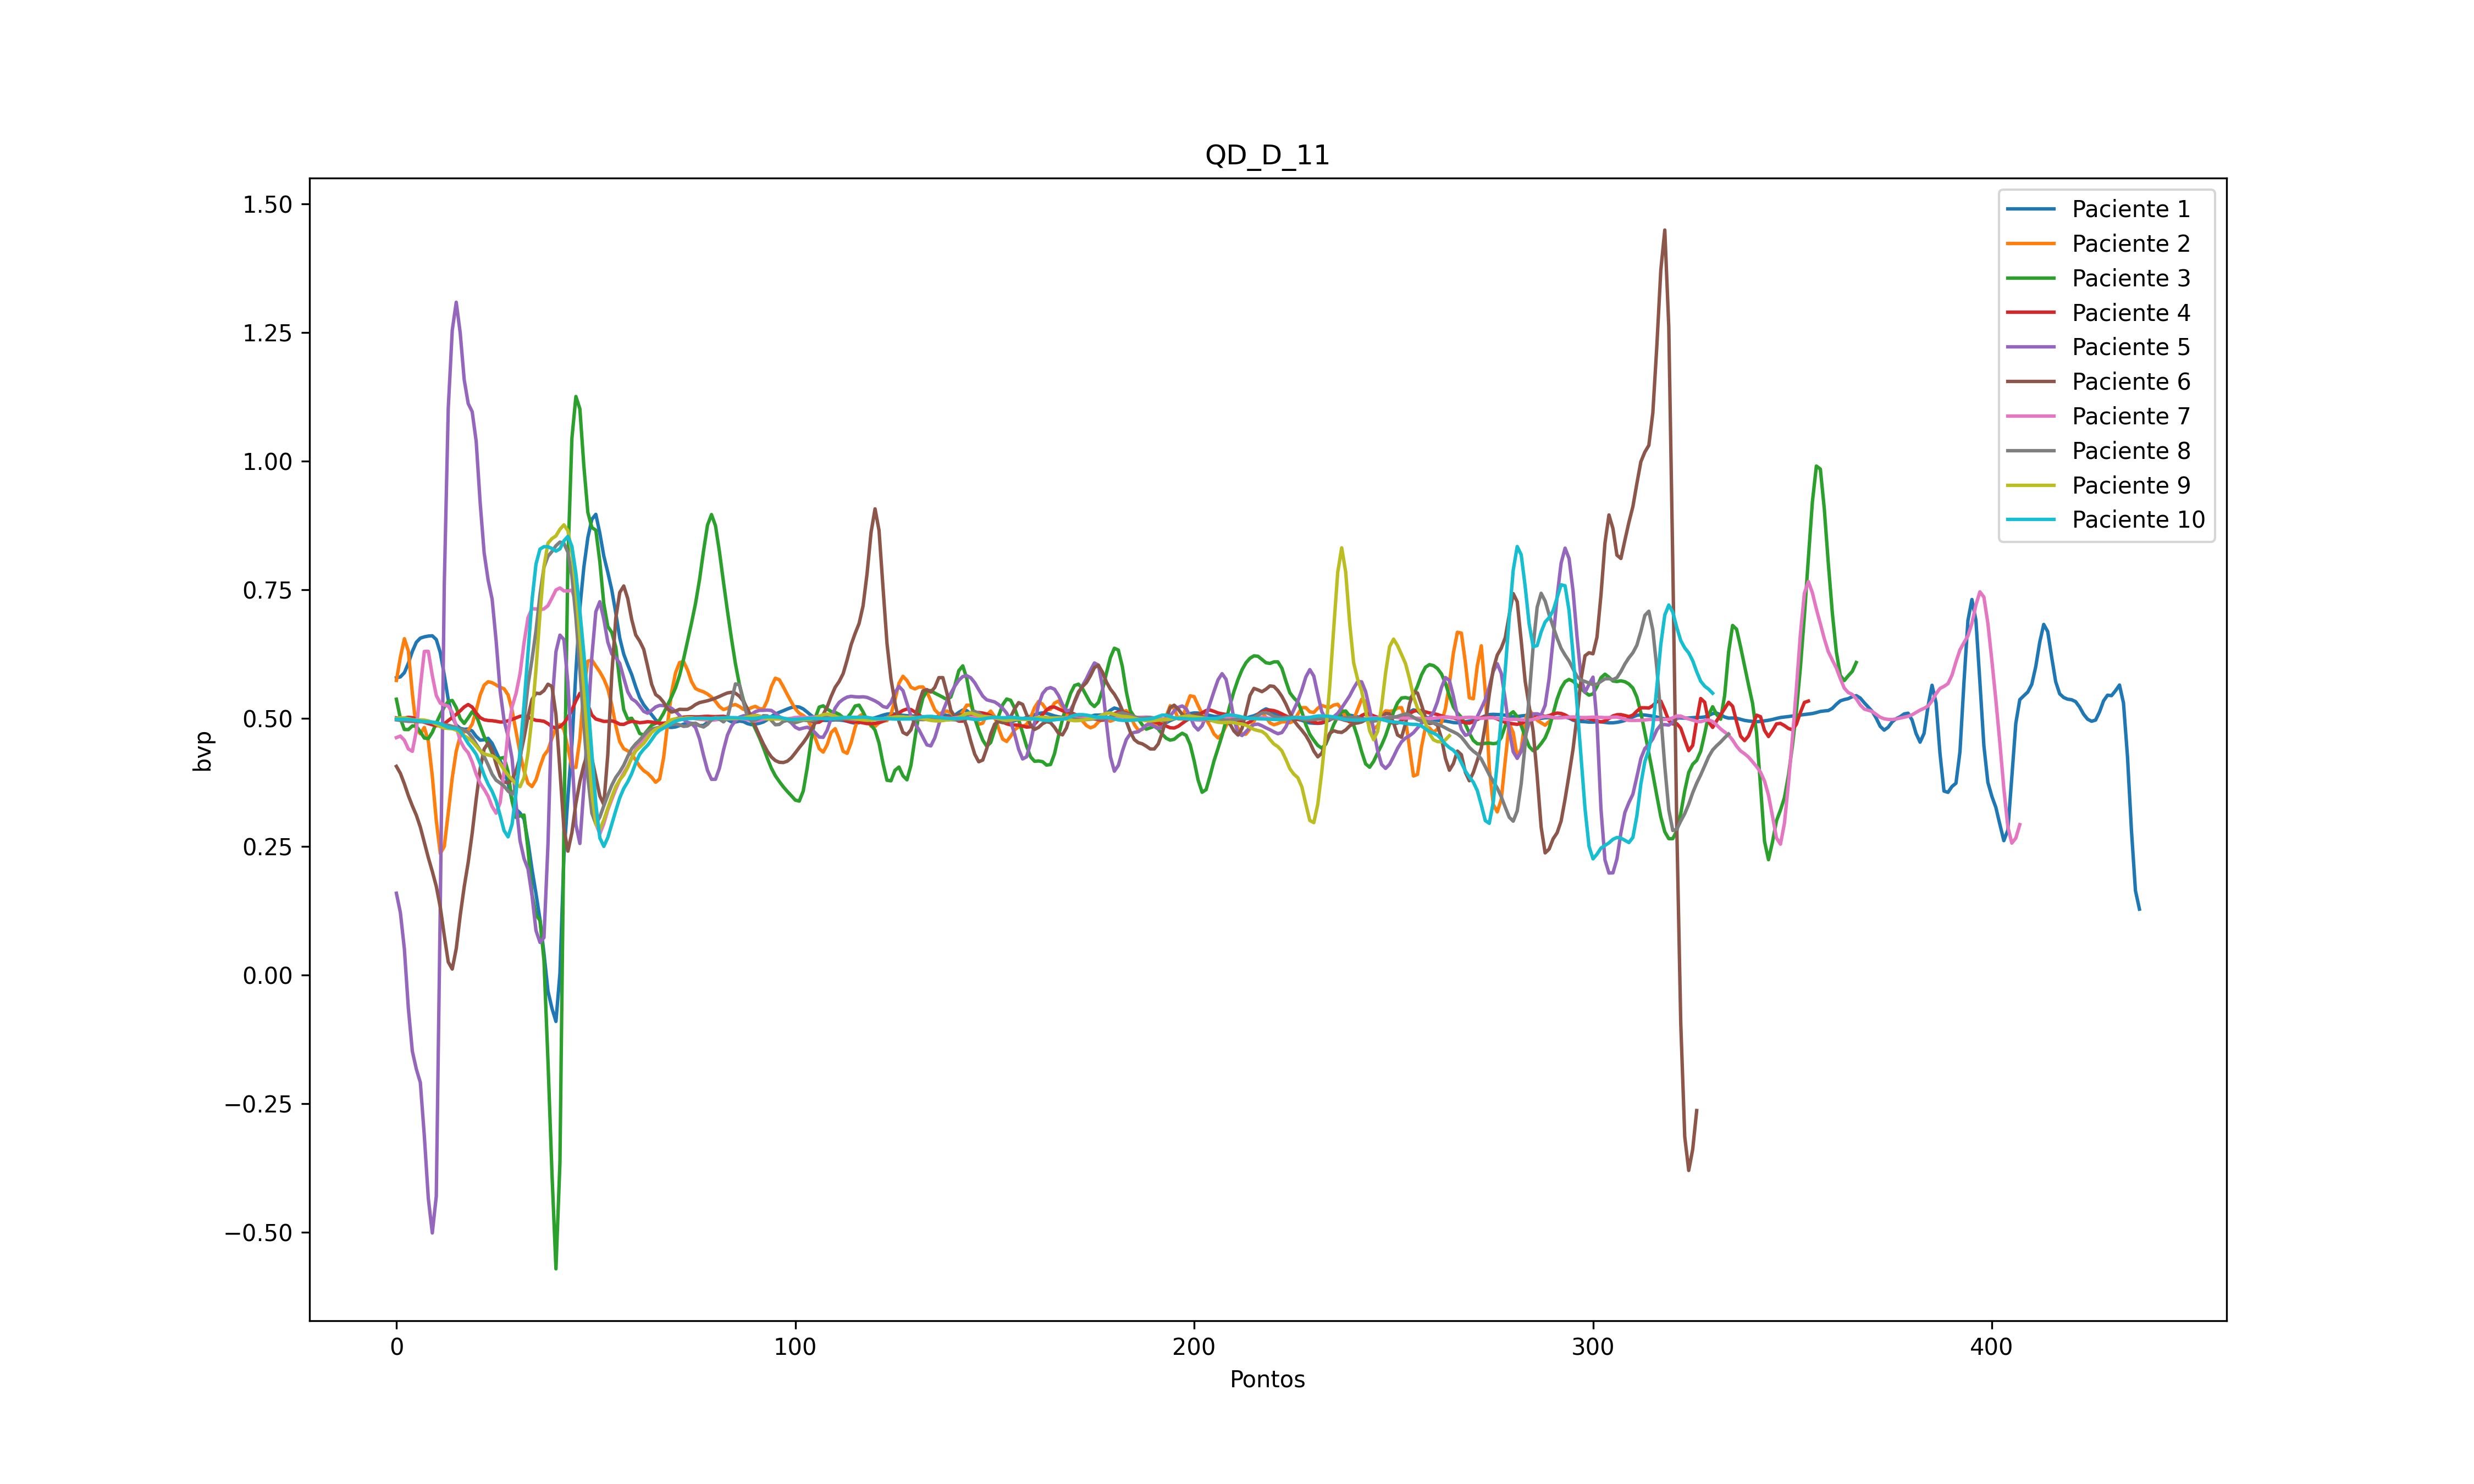 QD_D_11
1.50
1.25
1.00
0.75
0.50
0.25
0.00
−0.25
−0.50
bvp
0
100
200
300
400
Pontos
Paciente 1
Paciente 2
Paciente 3
Paciente 4
Paciente 5
Paciente 6
Paciente 7
Paciente 8
Paciente 9
Paciente 10